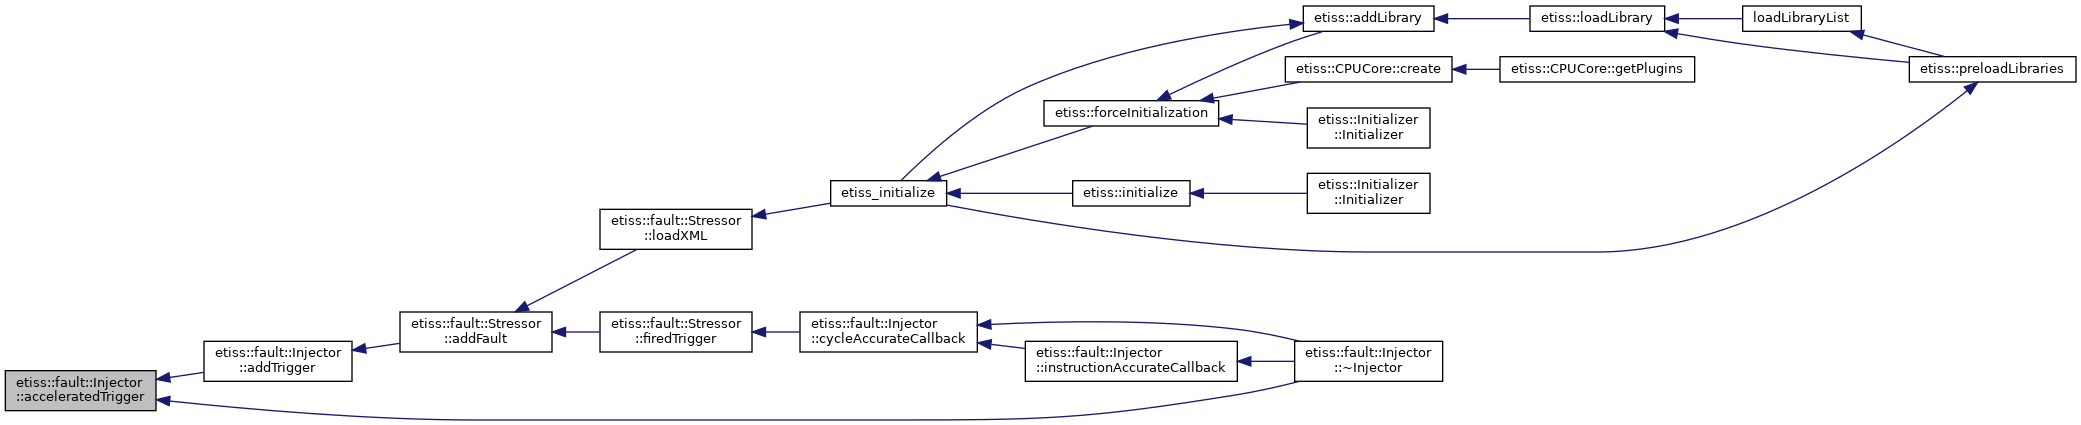 etiss::addLibrary
etiss::loadLibrary
loadLibraryList
etiss::CPUCore::create
etiss::CPUCore::getPlugins
etiss::preloadLibraries
etiss::forceInitialization
etiss::Initializer
::Initializer
etiss_initialize
etiss::initialize
etiss::Initializer
::Initializer
etiss::fault::Stressor
::loadXML
etiss::fault::Stressor
::addFault
etiss::fault::Stressor
::firedTrigger
etiss::fault::Injector
::cycleAccurateCallback
etiss::fault::Injector
::addTrigger
etiss::fault::Injector
::instructionAccurateCallback
etiss::fault::Injector
::~Injector
etiss::fault::Injector
::acceleratedTrigger